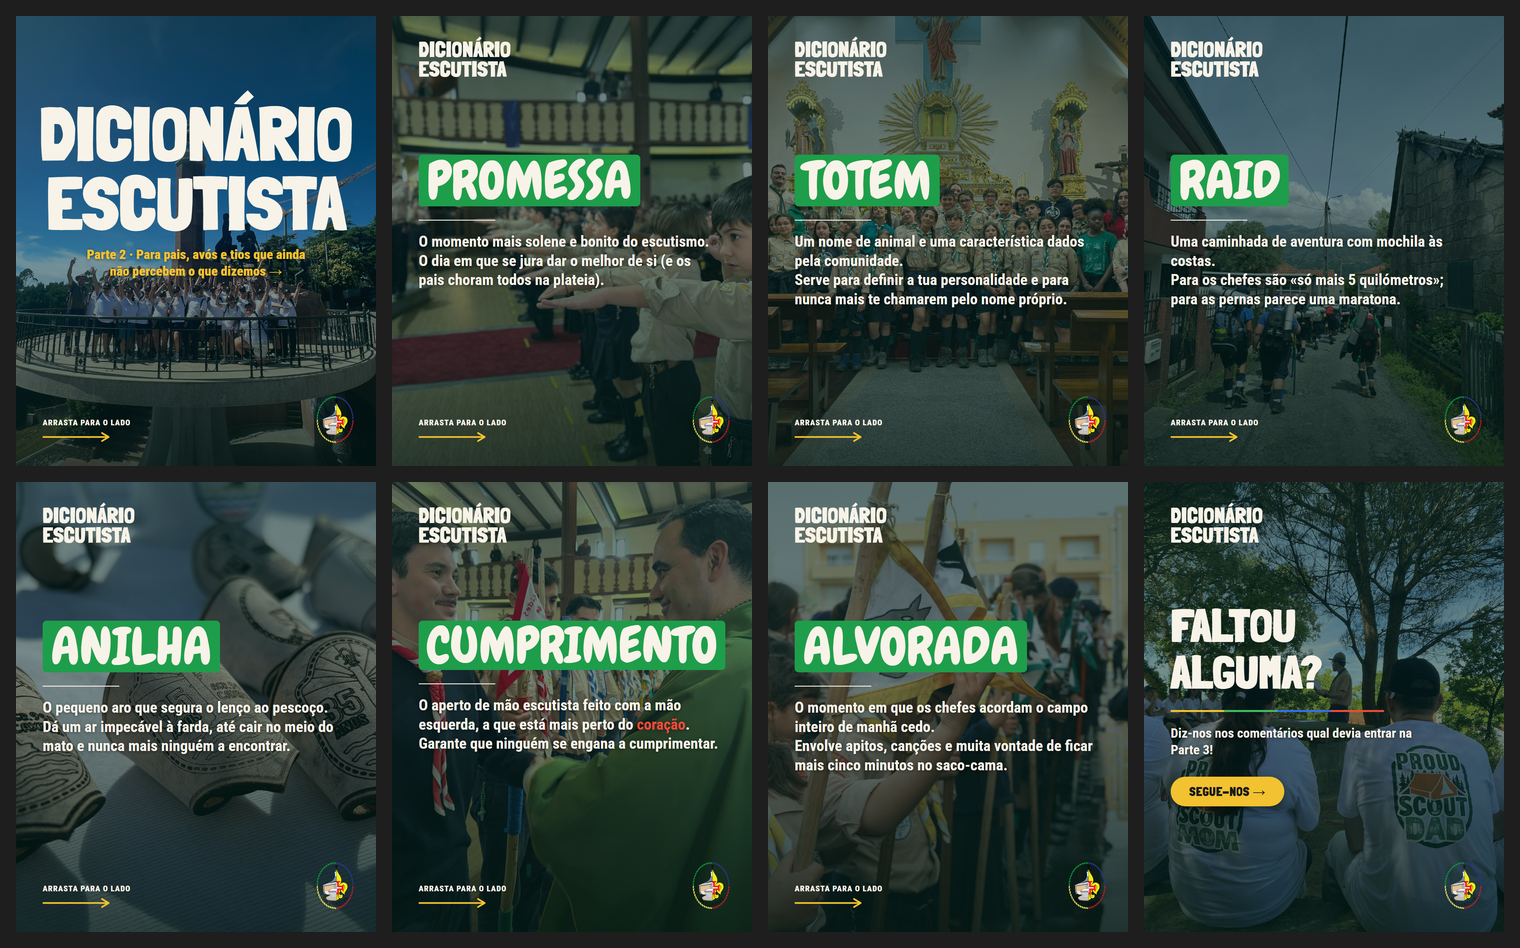 DICIONÁRIO
ESCUTISTA
Parte 2 · Para pais, avós e tios que ainda
não percebem o que dizemos →
ARRASTA PARA O LADO
DICIONÁRIO
ESCUTISTA
PROMESSA
O momento mais solene e bonito do escutismo.
O dia em que se jura dar o melhor de si (e os
pais choram todos na plateia).
ARRASTA PARA O LADO
DICIONÁRIO
ESCUTISTA
TOTEM
Um nome de animal e uma característica dados
pela comunidade.
Serve para definir a tua personalidade e para
nunca mais te chamarem pelo nome próprio.
ARRASTA PARA O LADO
DICIONÁRIO
ESCUTISTA
RAID
Uma caminhada de aventura com mochila às
costas.
Para os chefes são «só mais 5 quilómetros»;
para as pernas parece uma maratona.
ARRASTA PARA O LADO
DICIONÁRIO
ESCUTISTA
ANILHA
O pequeno aro que segura o lenço ao pescoço.
Dá um ar impecável à farda, até cair no meio do
mato e nunca mais ninguém a encontrar.
ARRASTA PARA O LADO
DICIONÁRIO
ESCUTISTA
CUMPRIMENTO
O aperto de mão escutista feito com a mão
esquerda, a que está mais perto do coração.
Garante que ninguém se engana a cumprimentar.
ARRASTA PARA O LADO
DICIONÁRIO
ESCUTISTA
ALVORADA
O momento em que os chefes acordam o campo
inteiro de manhã cedo.
Envolve apitos, canções e muita vontade de ficar
mais cinco minutos no saco-cama.
ARRASTA PARA O LADO
DICIONÁRIO
ESCUTISTA
FALTOU
ALGUMA?
Diz-nos nos comentários qual devia entrar na
Parte 3!
SEGUE-NOS →
PROUD
SCOUT
MOM
PROUD
SCOUT
DAD